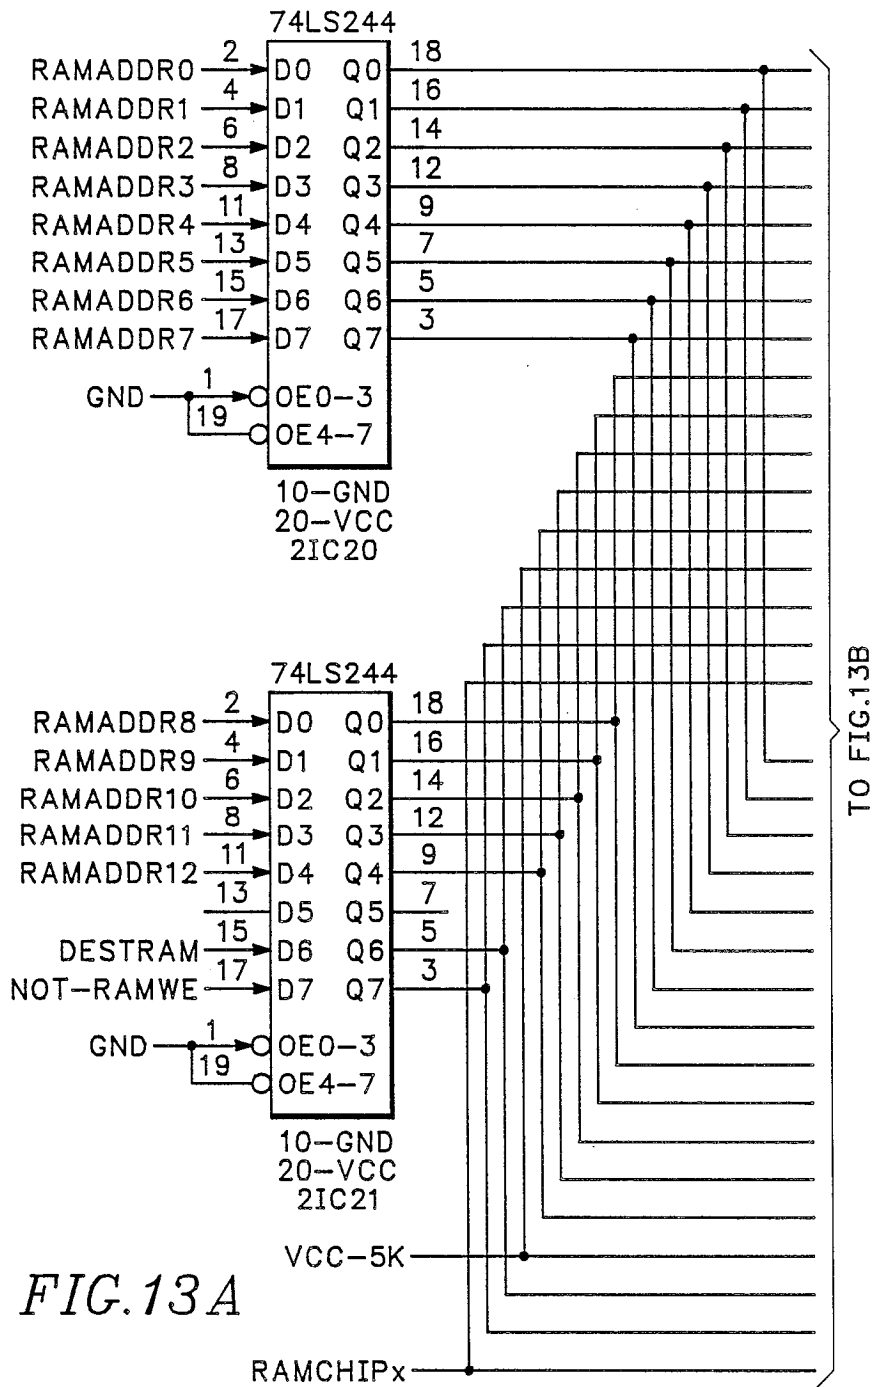 74LS244
RAMADDR0 2 D0 Q0 18
RAMADDR1 4 D1 Q1 16
RAMADDR2 6 D2 Q2 14
RAMADDR3 8 D3 Q3 12
RAMADDR4 11 D4 Q4 9
RAMADDR5 13 D5 Q5 7
RAMADDR6 15 D6 Q6 5
RAMADDR7 17 D7 Q7 3
GND 1 OE0-3
19 OE4-7
10-GND
20-VCC
2IC20
74LS244
RAMADDR8 2 D0 Q0 18
RAMADDR9 4 D1 Q1 16
RAMADDR10 6 D2 Q2 14
RAMADDR11 8 D3 Q3 12
RAMADDR12 11 D4 Q4 9
13 D5 Q5 7
DESTRAM 15 D6 Q6 5
NOT-RAMWE 17 D7 Q7 3
GND 1 OE0-3
19 OE4-7
10-GND
20-VCC
2IC21
VCC-5K
RAMCHIPx
TO FIG.13B
FIG.13A